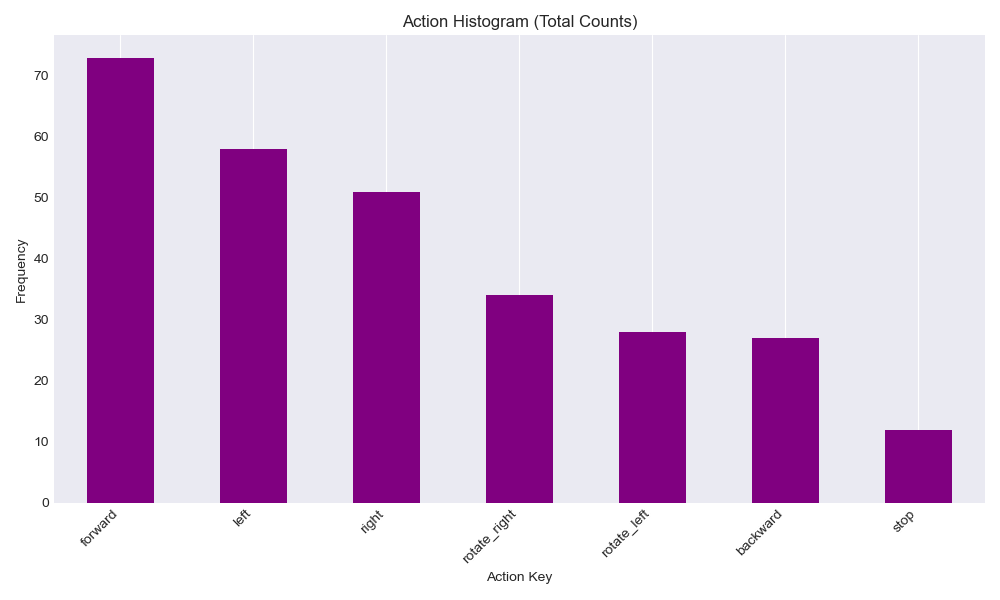 Action Histogram (Total Counts)
Frequency
70
60
50
40
30
20
10
0
forward
left
right
rotate_right
rotate_left
backward
stop
Action Key